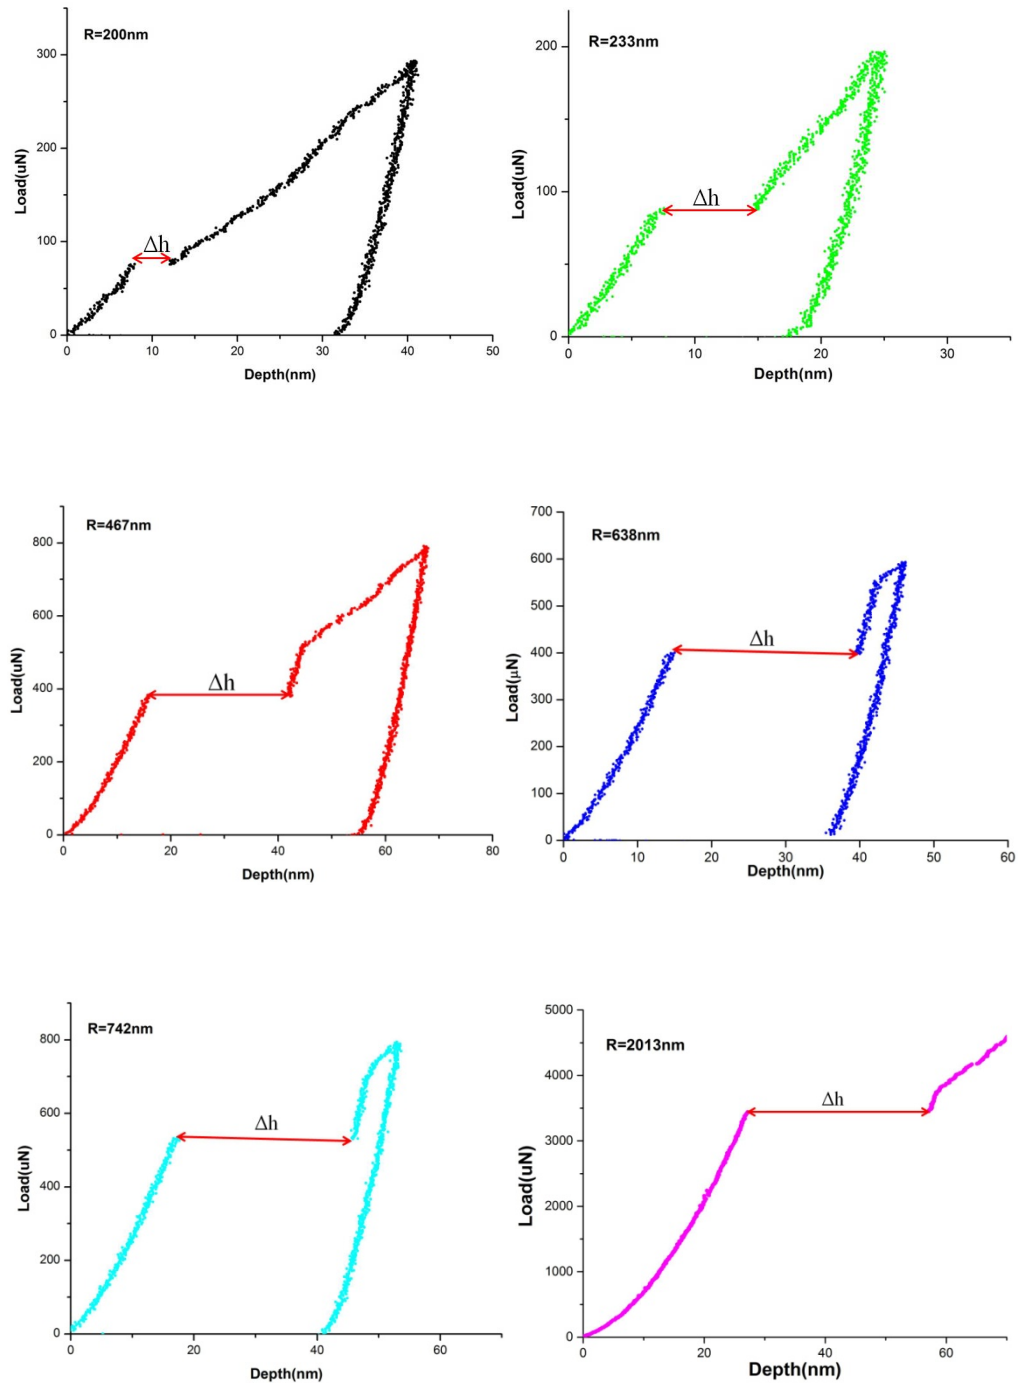 R=200nm
Load(uN)
300
200
100
0
Δh
0 10 20 30 40 50
Depth(nm)
R=233nm
Load(uN)
200
100
0
Δh
0 10 20 30
Depth(nm)
R=467nm
Load(uN)
800
600
400
200
0
Δh
0 20 40 60 80
Depth(nm)
R=638nm
Load(μN)
700
600
500
400
300
200
100
0
Δh
0 10 20 30 40 50 60
Depth(nm)
R=742nm
Load(uN)
800
600
400
200
0
Δh
0 20 40 60
Depth(nm)
R=2013nm
Load(uN)
5000
4000
3000
2000
1000
0
Δh
0 20 40 60
Depth(nm)